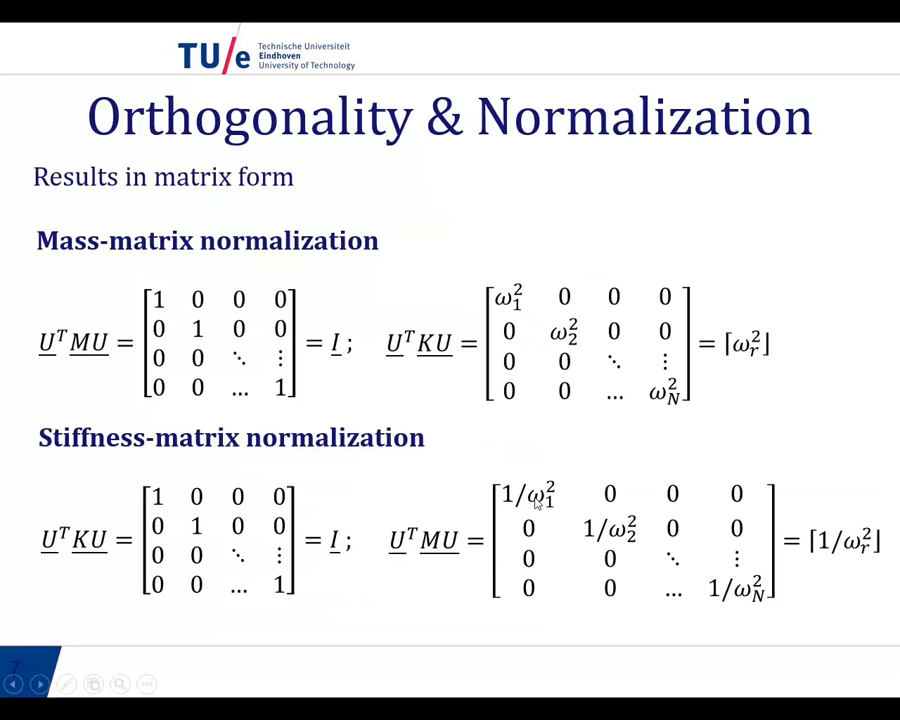 TU/e Technische Universiteit
Eindhoven
University of Technology
Orthogonality & Normalization
Results in matrix form
Mass-matrix normalization
U^T MU = [1 0 0 0; 0 1 0 0; 0 0 ⋱ ⋮; 0 0 … 1] = I ; U^T KU = [ω₁² 0 0 0; 0 ω₂² 0 0; 0 0 ⋱ ⋮; 0 0 … ω_N²] = ⌈ω_r²⌋
Stiffness-matrix normalization
U^T KU = [1 0 0 0; 0 1 0 0; 0 0 ⋱ ⋮; 0 0 … 1] = I ; U^T MU = [1/ω₁² 0 0 0; 0 1/ω₂² 0 0; 0 0 ⋱ ⋮; 0 0 … 1/ω_N²] = ⌈1/ω_r²⌋
7